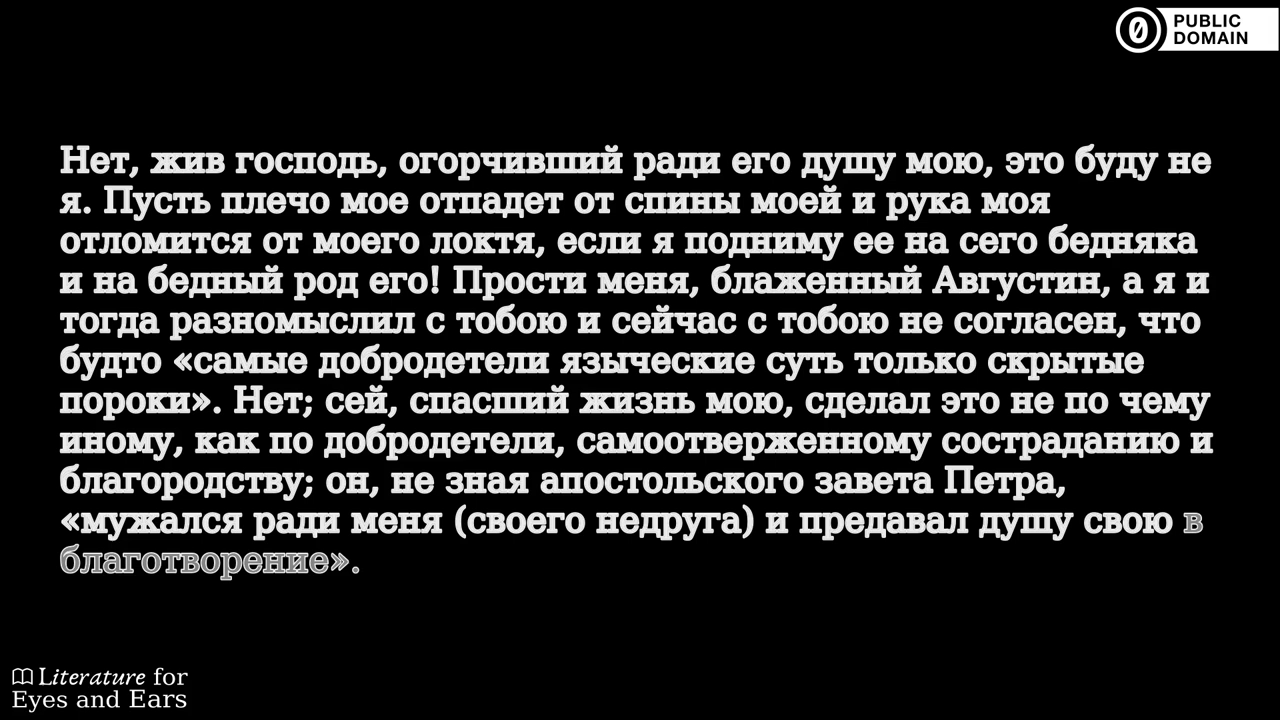 PUBLIC
DOMAIN
Нет, жив господь, огорчивший ради его душу мою, это буду не
я. Пусть плечо мое отпадет от спины моей и рука моя
отломится от моего локтя, если я подниму ее на сего бедняка
и на бедный род его! Прости меня, блаженный Августин, а я и
тогда разномыслил с тобою и сейчас с тобою не согласен, что
будто «самые добродетели языческие суть только скрытые
пороки». Нет; сей, спасший жизнь мою, сделал это не по чему
иному, как по добродетели, самоотверженному состраданию и
благородству; он, не зная апостольского завета Петра,
«мужался ради меня (своего недруга) и предавал душу свою в
благотворение».
Literature for
Eyes and Ears